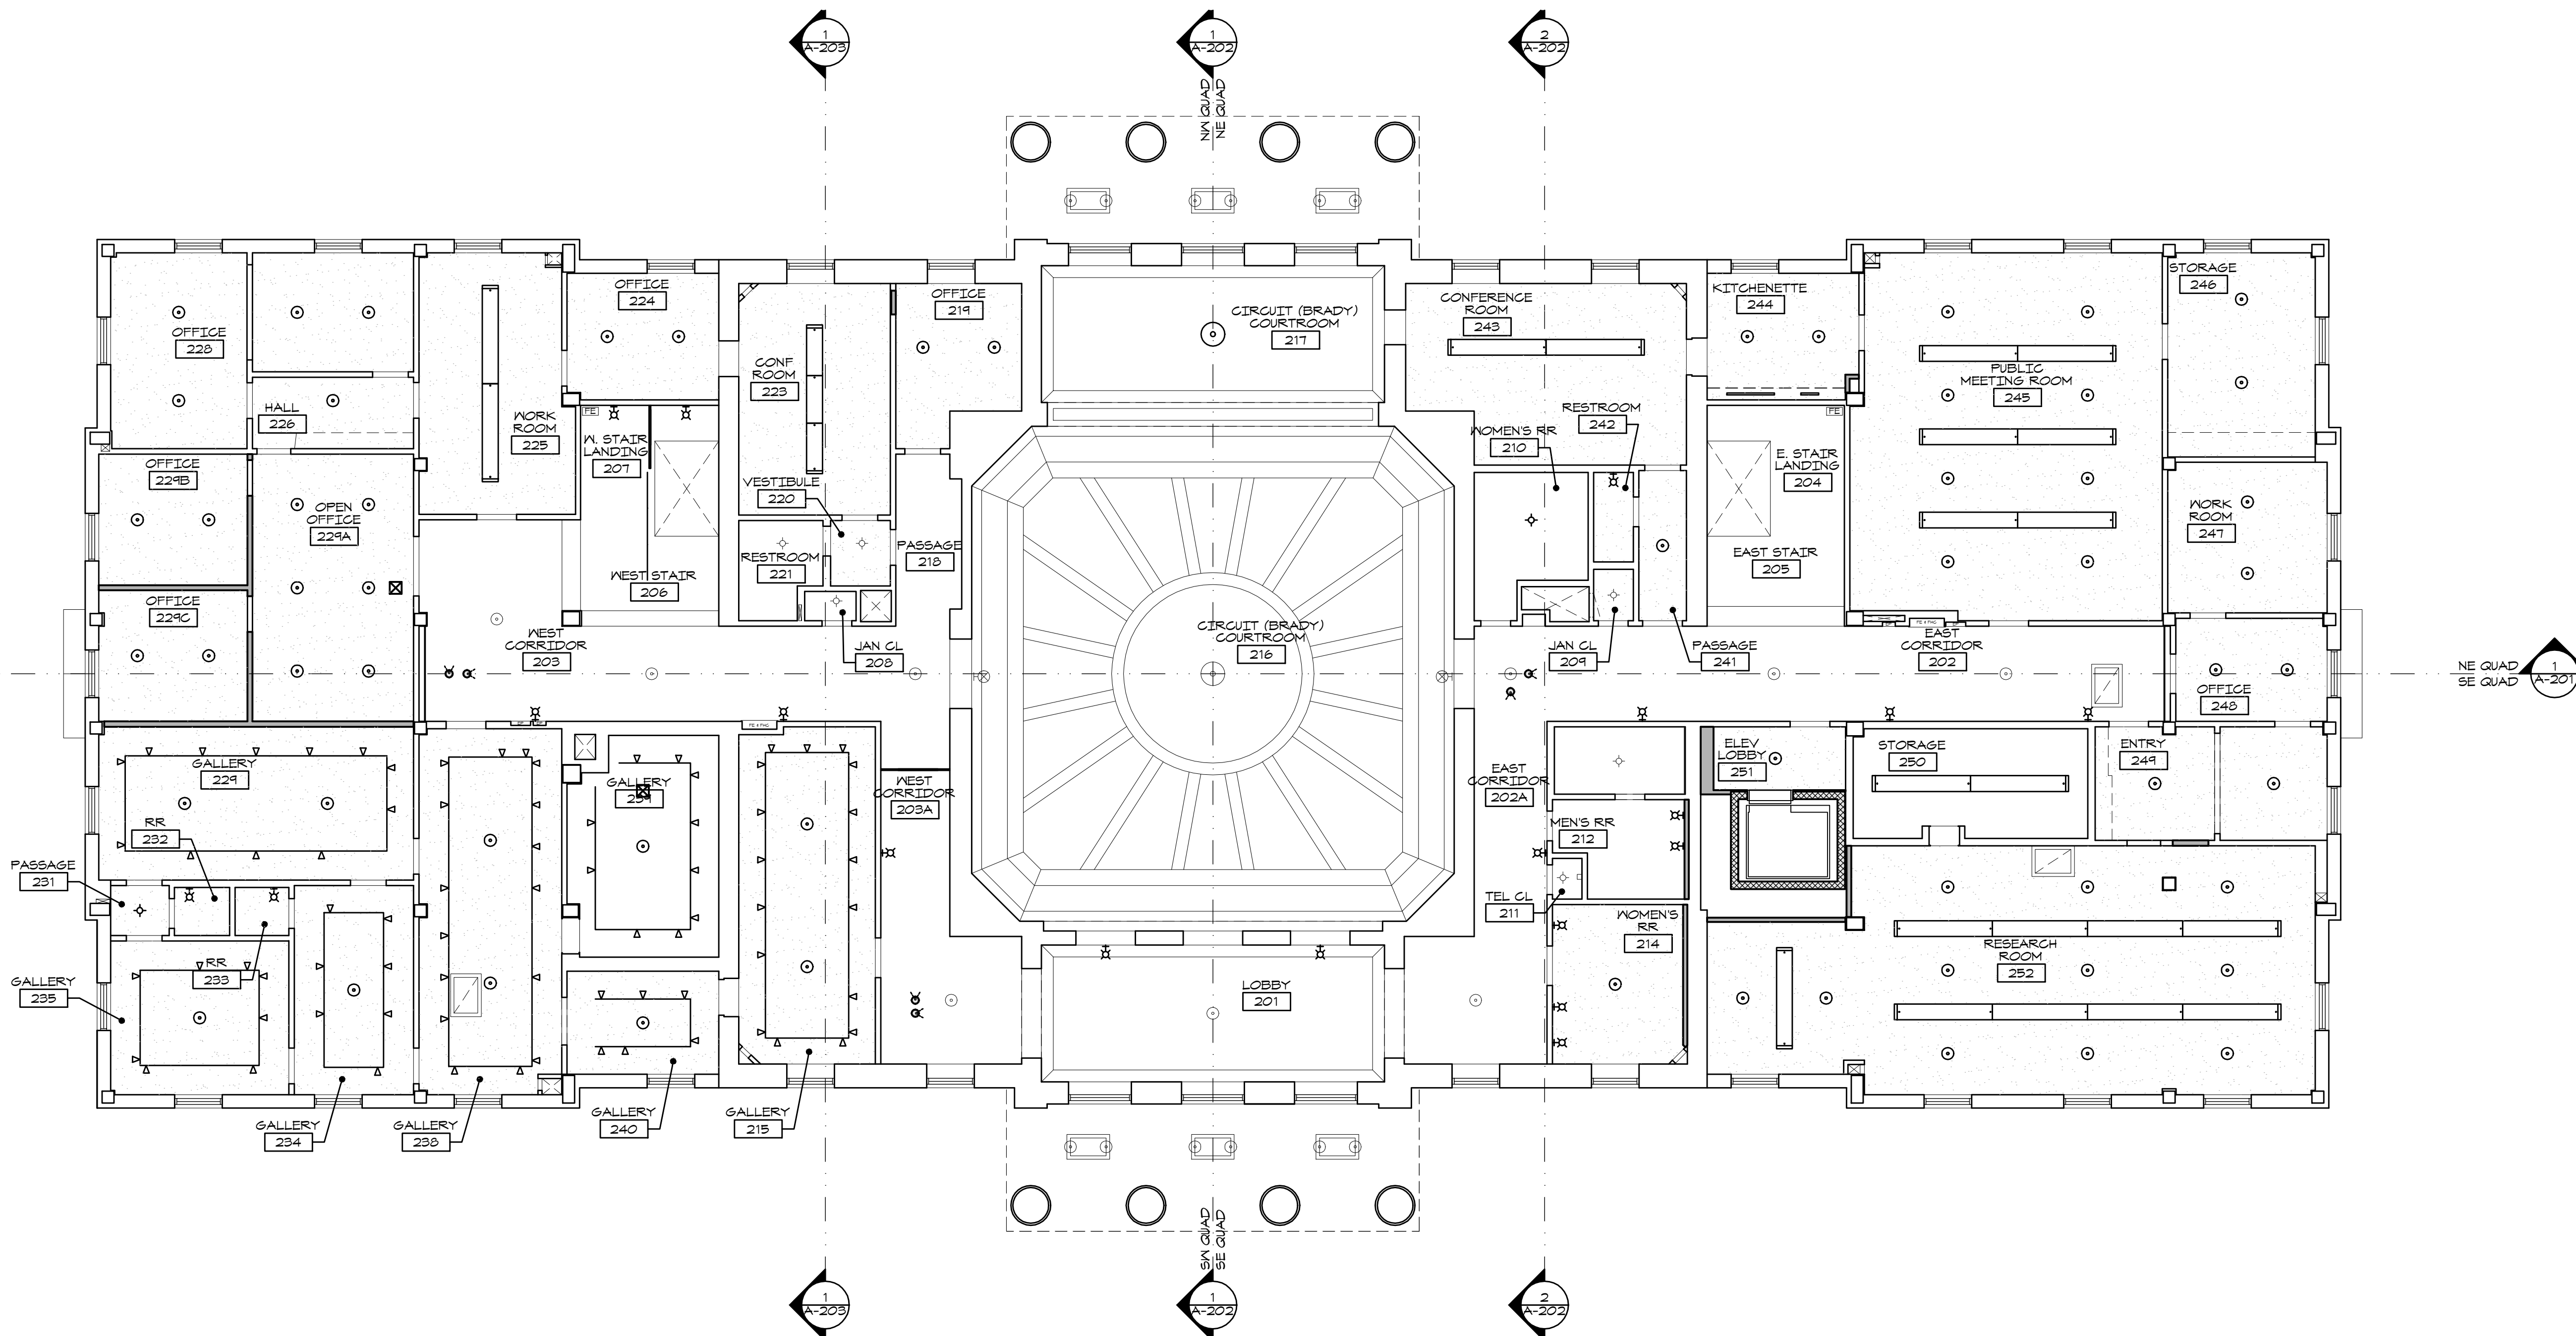 1
A-203
1
A-202
2
A-202
NW QUAD
NE QUAD
OFFICE
228
HALL
226
WORK
ROOM
225
OFFICE
224
FE
W. STAIR
LANDING
207
CONF
ROOM
223
VESTIBULE
220
OFFICE
219
CIRCUIT (BRADY)
COURTROOM
217
CONFERENCE
ROOM
243
KITCHENETTE
244
STORAGE
246
PUBLIC
MEETING ROOM
245
RESTROOM
242
WOMEN'S RR
210
FE
E. STAIR
LANDING
204
OFFICE
229B
OPEN
OFFICE
229A
WORK
ROOM
247
RESTROOM
221
PASSAGE
218
WEST STAIR
206
EAST STAIR
205
OFFICE
229C
WEST
CORRIDOR
203
JAN CL
208
CIRCUIT (BRADY)
COURTROOM
216
JAN CL
209
PASSAGE
241
FE & FHC
EAST
CORRIDOR
202
OFFICE
248
NE QUAD
SE QUAD
1
A-201
FE & FHC
GALLERY
229
GALLERY
WEST
CORRIDOR
203A
EAST
CORRIDOR
202A
ELEV
LOBBY
251
STORAGE
250
ENTRY
249
RR
232
MEN'S RR
212
PASSAGE
231
TEL CL
211
WOMEN'S
RR
214
RESEARCH
ROOM
252
RR
233
GALLERY
235
LOBBY
201
GALLERY
234
GALLERY
238
GALLERY
240
GALLERY
215
SW QUAD
SE QUAD
1
A-203
1
A-202
2
A-202